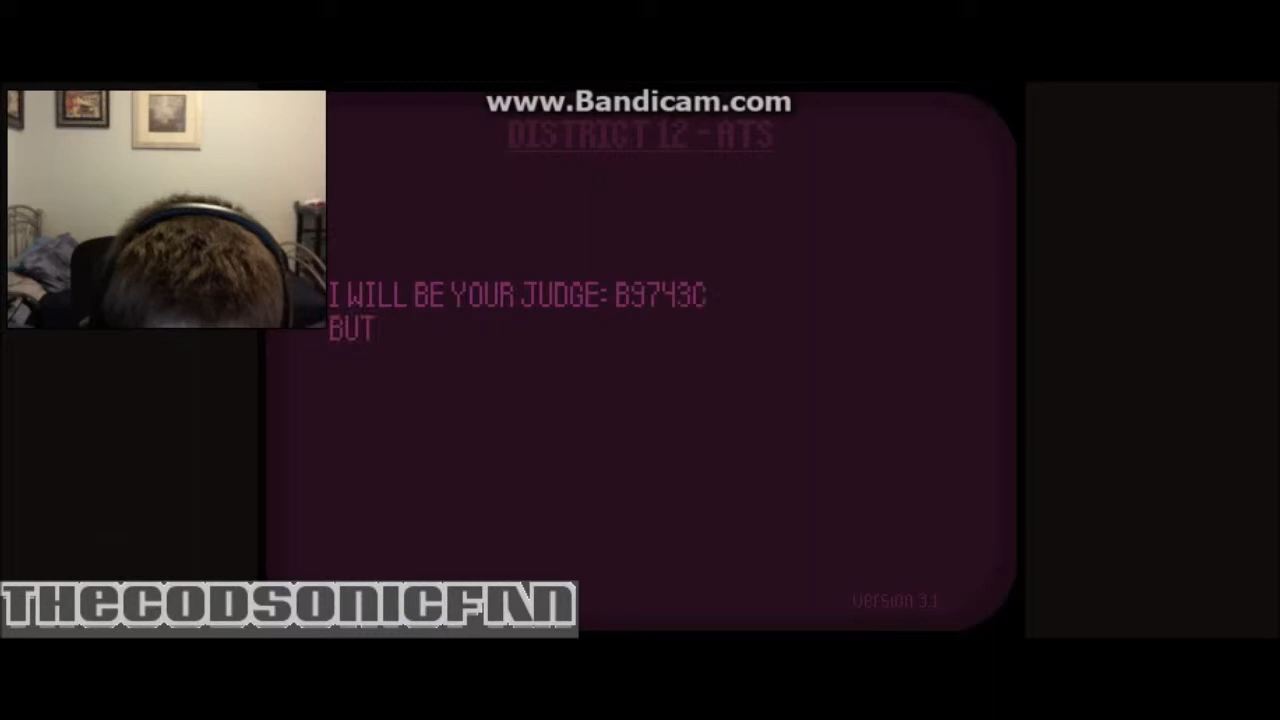 www.Bandicam.com
DISTRICT 12 - ATS
I WILL BE YOUR JUDGE: B9743C
BUT
THECODSONICFAN
version 3.1